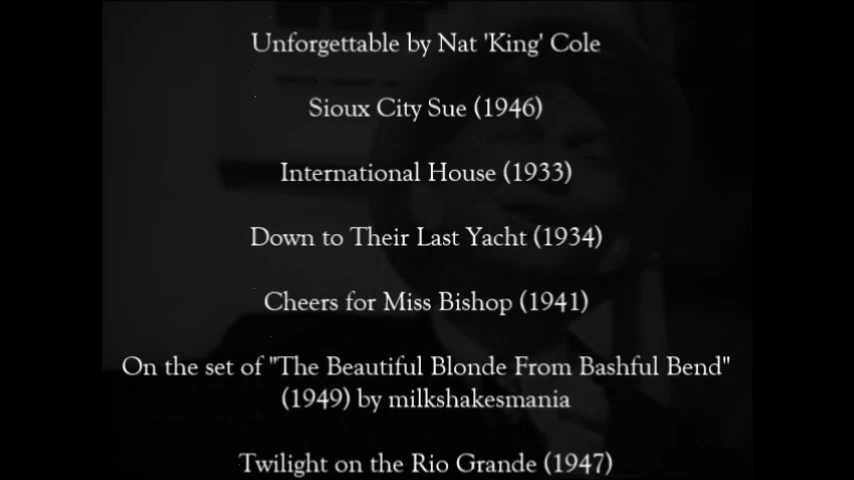 Unforgettable by Nat 'King' Cole
Sioux City Sue (1946)
International House (1933)
Down to Their Last Yacht (1934)
Cheers for Miss Bishop (1941)
On the set of "The Beautiful Blonde From Bashful Bend"
(1949) by milkshakesmania
Twilight on the Rio Grande (1947)